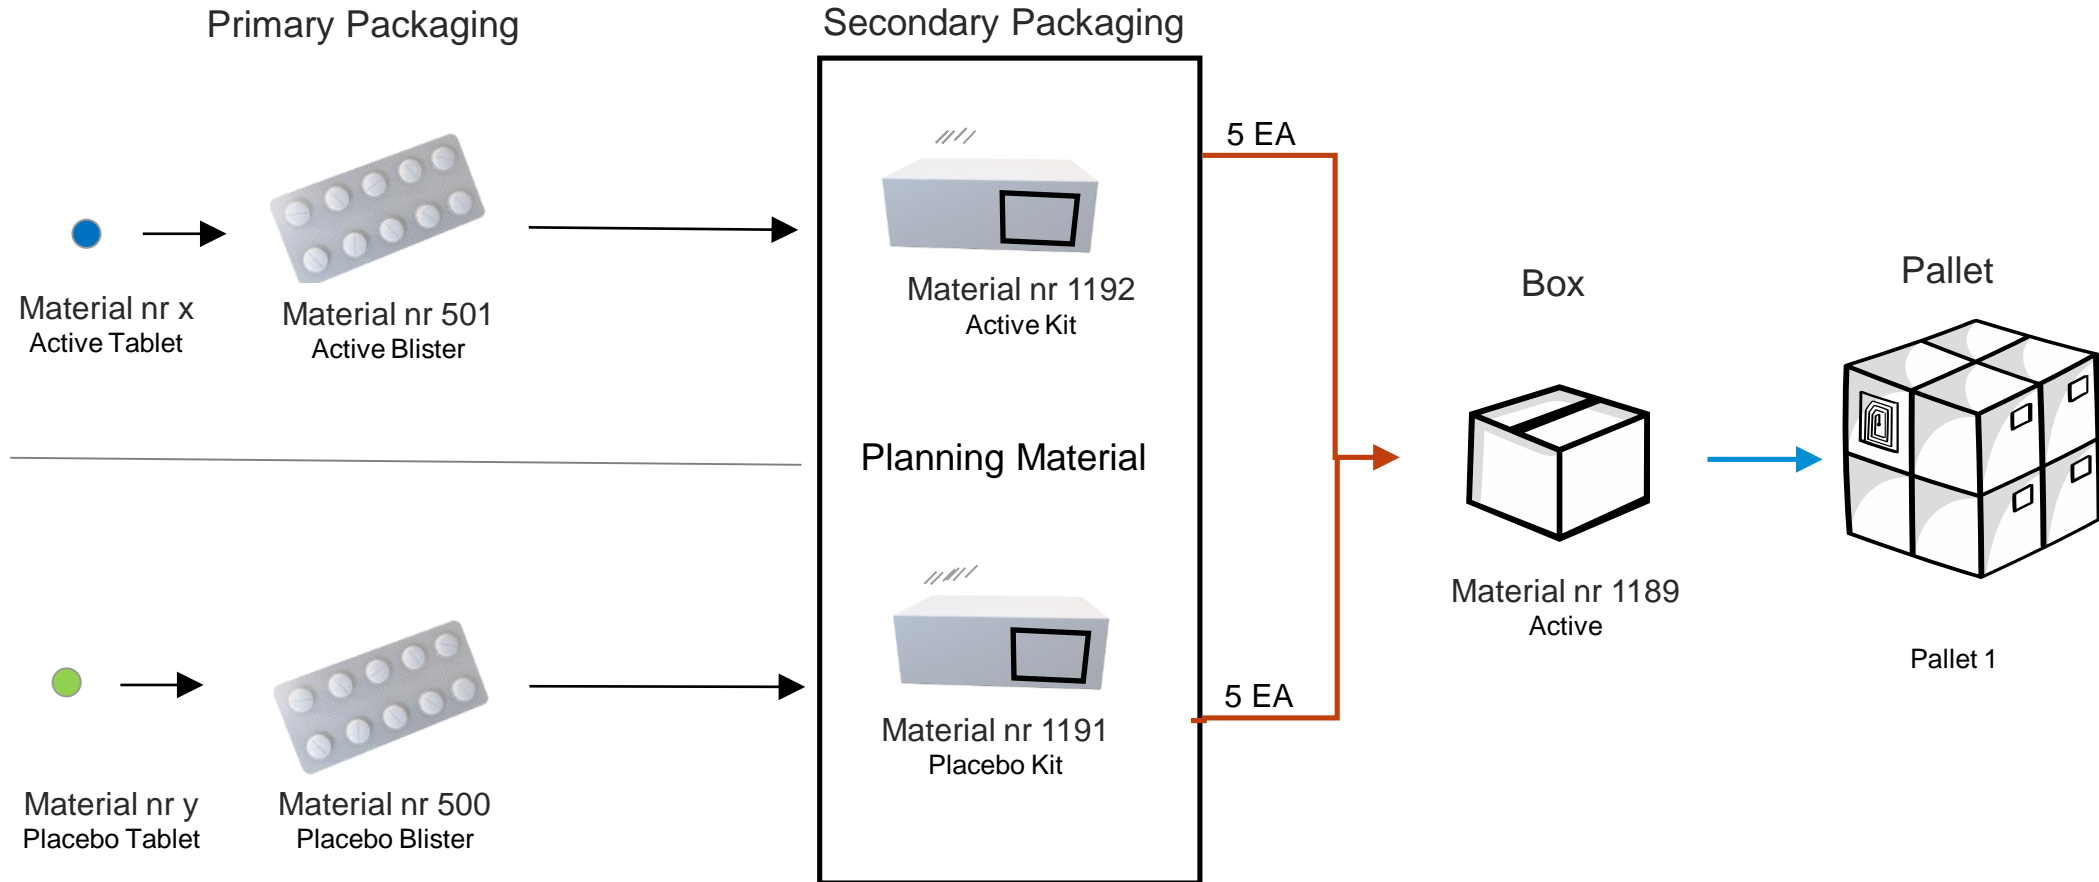 Primary Packaging
Secondary Packaging
5 EA
Material nr x
Active Tablet
Material nr 501
Active Blister
Material nr 1192
Active Kit
Box
Pallet
Planning Material
Material nr 1189
Active
Pallet 1
5 EA
Material nr y
Placebo Tablet
Material nr 500
Placebo Blister
Material nr 1191
Placebo Kit